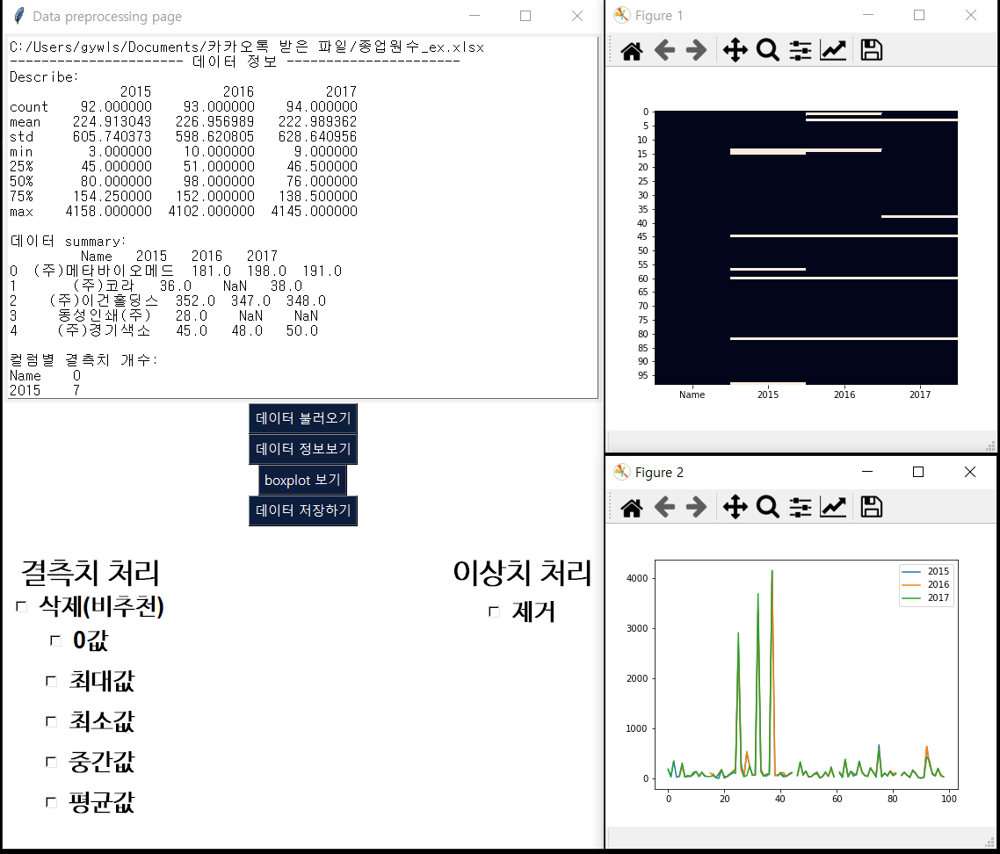 Data preprocessing page
C:/Users/gywls/Documents/카카오톡 받은 파일/종업원수_ex.xlsx
---------------------- 데이터 정보 ----------------------
Describe:
2015 2016 2017
count 92.000000 93.000000 94.000000
mean 224.913043 226.956989 222.989362
std 605.740373 598.620805 628.640956
min 3.000000 10.000000 9.000000
25% 45.000000 51.000000 46.500000
50% 80.000000 98.000000 76.000000
75% 154.250000 152.000000 138.500000
max 4158.000000 4102.000000 4145.000000
데이터 summary:
Name 2015 2016 2017
0 (주)메타바이오메드 181.0 198.0 191.0
1 (주)코라 36.0 NaN 38.0
2 (주)이건홀딩스 352.0 347.0 348.0
3 동성인쇄(주) 28.0 NaN NaN
4 (주)경기색소 45.0 48.0 50.0
컬럼별 결측치 개수:
Name 0
2015 7
데이터 불러오기
데이터 정보보기
boxplot 보기
데이터 저장하기
결측치 처리
삭제(비추천)
0값
최대값
최소값
중간값
평균값
이상치 처리
제거
Figure 1
0
5
10
15
20
25
30
35
40
45
50
55
60
65
70
75
80
85
90
95
Name 2015 2016 2017
Figure 2
2015
2016
2017
4000
3000
2000
1000
0
0 20 40 60 80 100